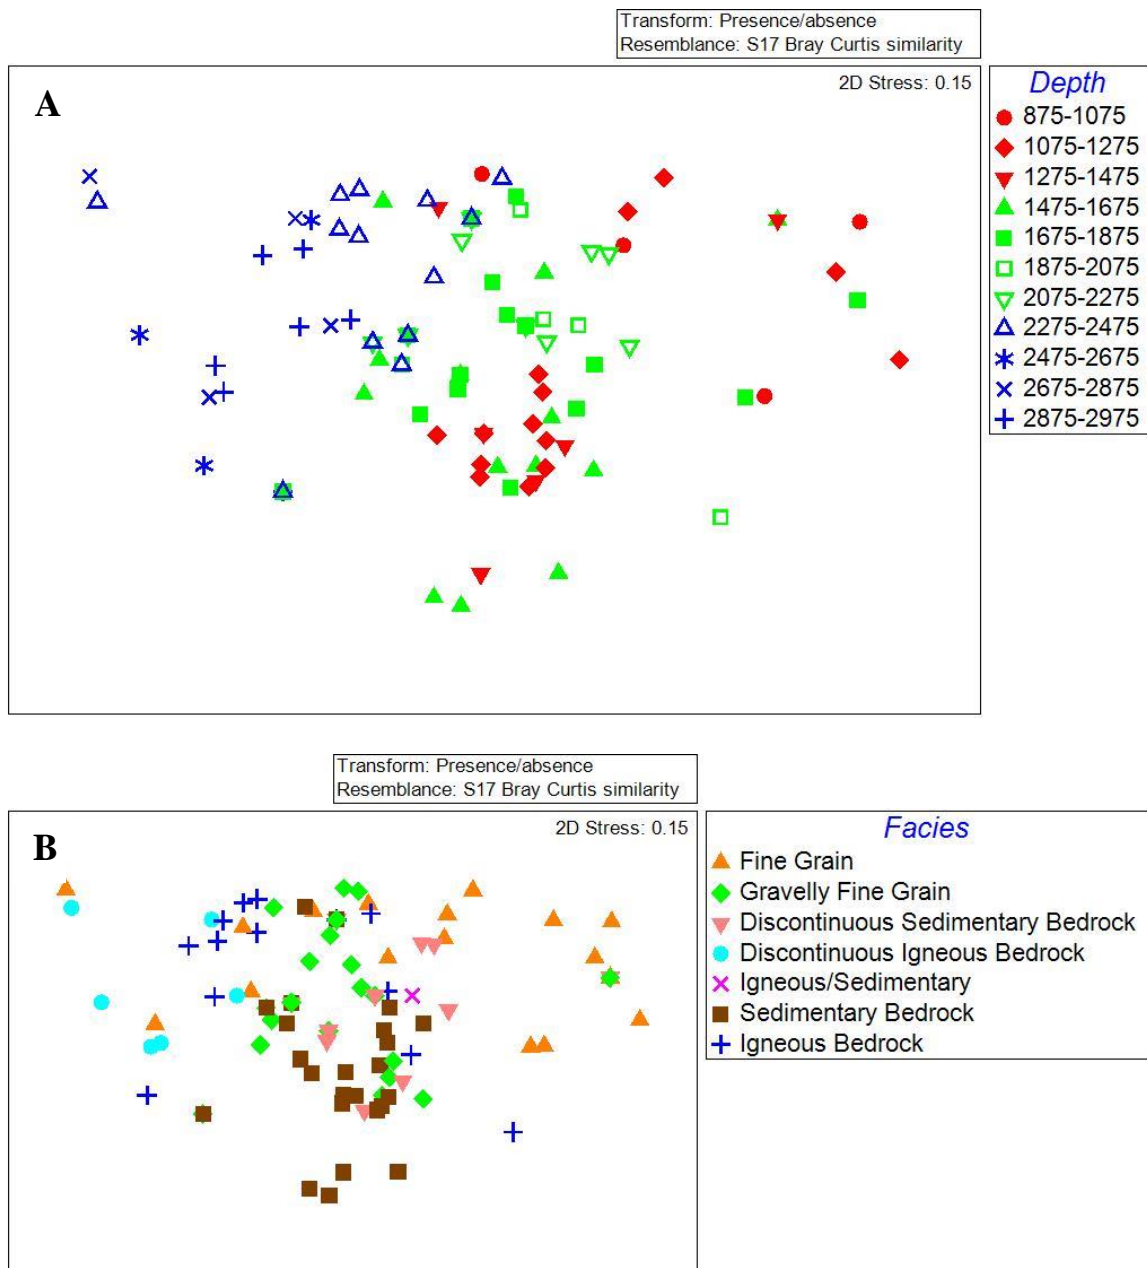 Transform: Presence/absence
Resemblance: S17 Bray Curtis similarity
A
2D Stress: 0.15
Depth
875-1075
1075-1275
1275-1475
1475-1675
1675-1875
1875-2075
2075-2275
2275-2475
2475-2675
2675-2875
2875-2975
Transform: Presence/absence
Resemblance: S17 Bray Curtis similarity
B
2D Stress: 0.15
Facies
Fine Grain
Gravelly Fine Grain
Discontinuous Sedimentary Bedrock
Discontinuous Igneous Bedrock
Igneous/Sedimentary
Sedimentary Bedrock
Igneous Bedrock